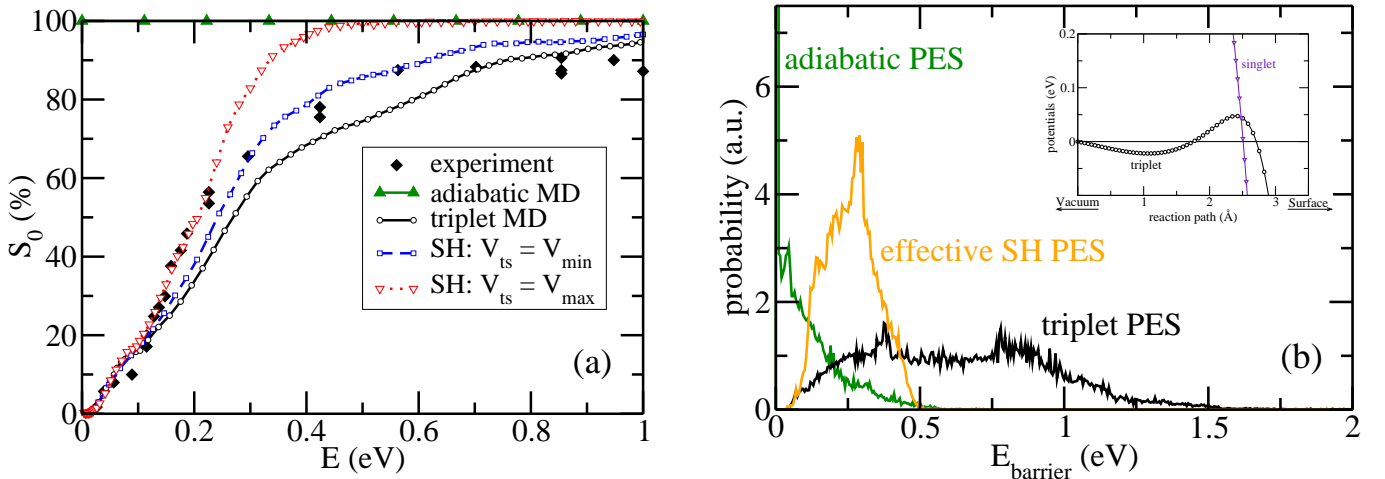 100
80
60
40
20
0
S0 (%)
0
0.2
0.4
0.6
0.8
1
E (eV)
experiment
adiabatic MD
triplet MD
SH: Vts = Vmin
SH: Vts = Vmax
(a)
6
4
2
0
probability (a.u.)
0
0.5
1
1.5
2
Ebarrier (eV)
adiabatic PES
effective SH PES
triplet PES
(b)
0.2
0.1
0
potentials (eV)
singlet
triplet
Vacuum
1
2
3
Surface
reaction path (Å)